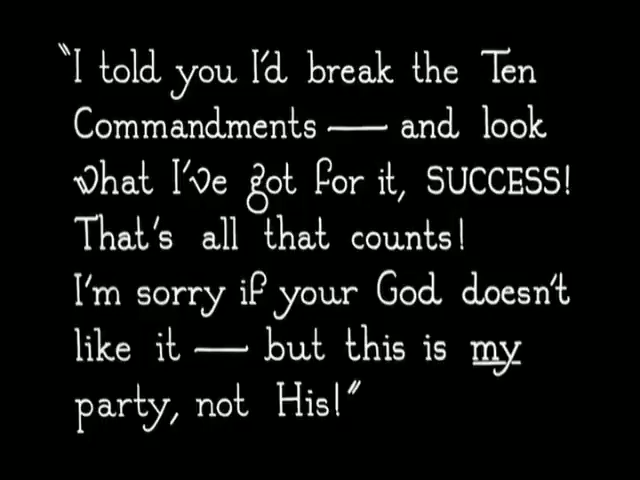 "I told you I'd break the Ten
Commandments — and look
what I've got for it, SUCCESS!
That's all that counts!
I'm sorry if your God doesn't
like it — but this is my
party, not His!"